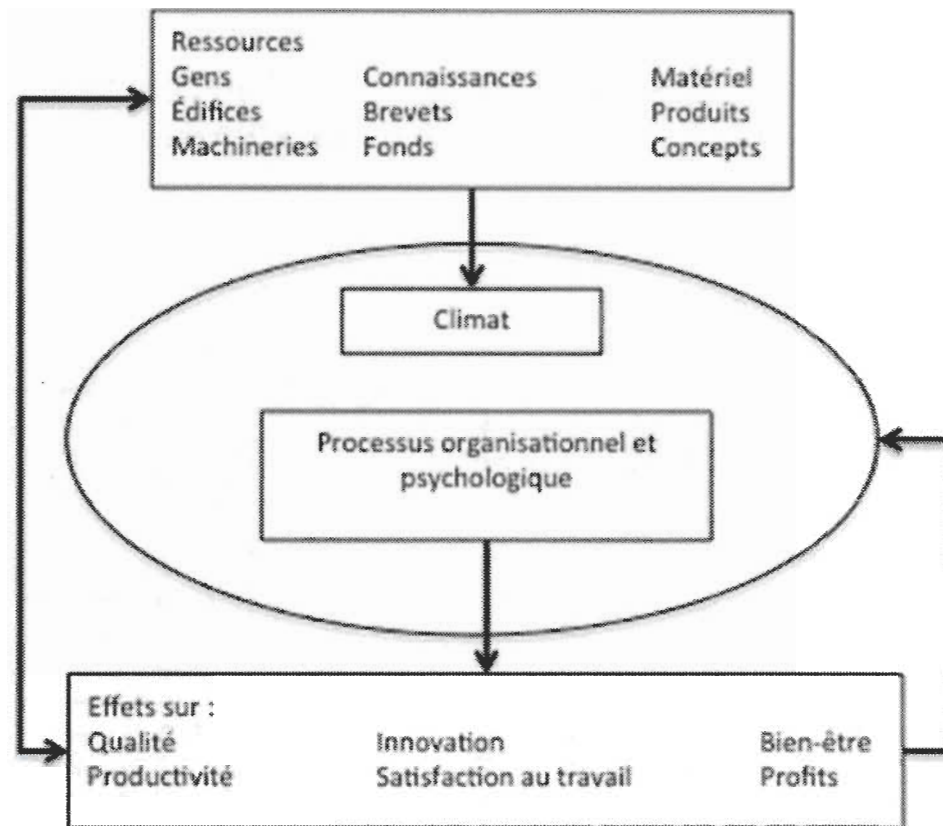 Ressources
Gens Connaissances Matériel
Édifices Brevets Produits
Machineries Fonds Concepts
Climat
Processus organisationnel et
psychologique
Effets sur :
Qualité Innovation Bien-être
Productivité Satisfaction au travail Profits